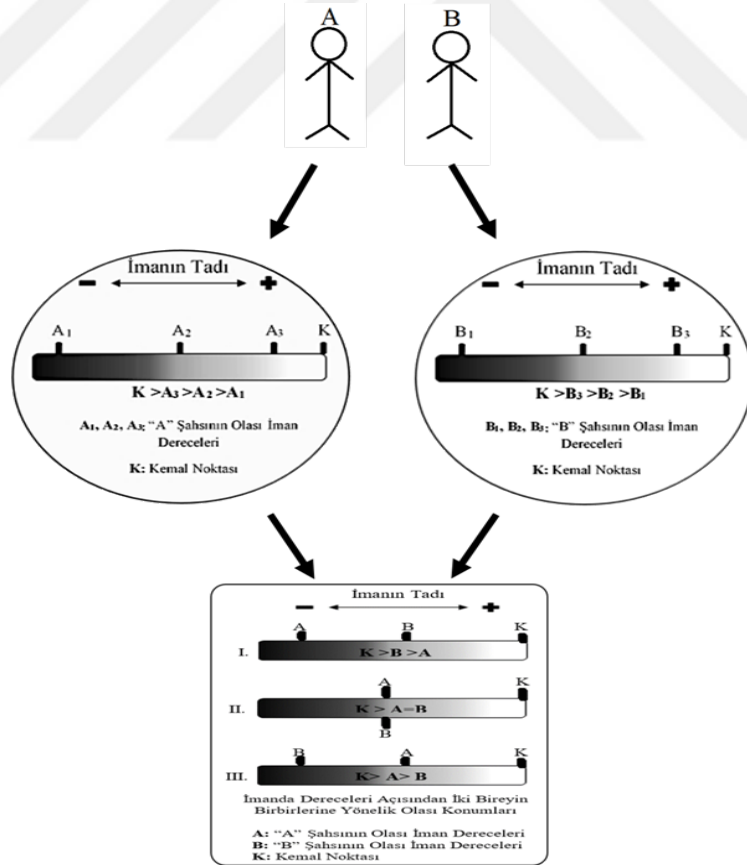 A
B
İmanın Tadı
A₁ A₂ A₃ K
K >A₃>A₂>A₁
A₁, A₂, A₃; “A” Şahsının Olası İman
Dereceleri
K: Kemal Noktası
İmanın Tadı
B₁ B₂ B₃ K
K >B₃>B₂>B₁
B₁, B₂, B₃; “B” Şahsının Olası İman
Dereceleri
K: Kemal Noktası
İmanın Tadı
A B K
I. K >B >A
A K
II. K > A=B
B
B A K
III. K> A> B
İmanda Dereceleri Açısından İki Bireyin
Birbirlerine Yönelik Olası Konumları
A: “A” Şahsının Olası İman Dereceleri
B: “B” Şahsının Olası İman Dereceleri
K: Kemal Noktası